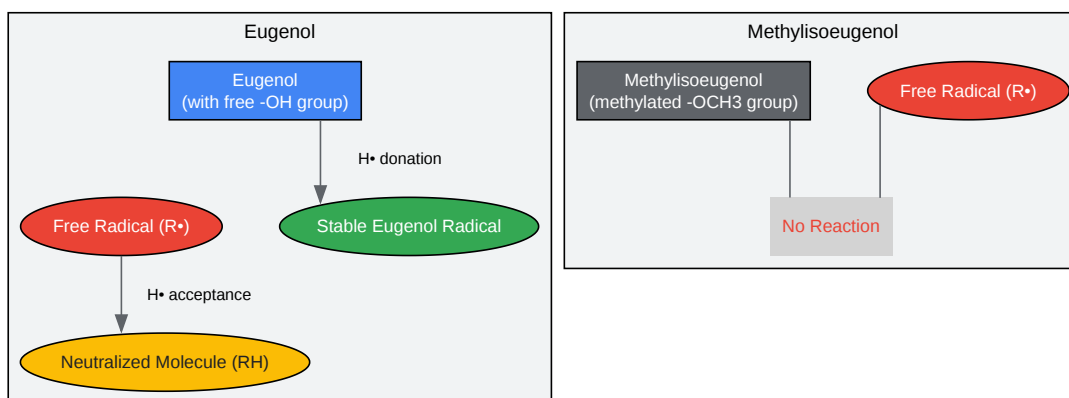 Eugenol
Eugenol
(with free -OH group)
H• donation
Free Radical (R•)
Stable Eugenol Radical
H• acceptance
Neutralized Molecule (RH)
Methylisoeugenol
Methylisoeugenol
(methylated -OCH3 group)
Free Radical (R•)
No Reaction